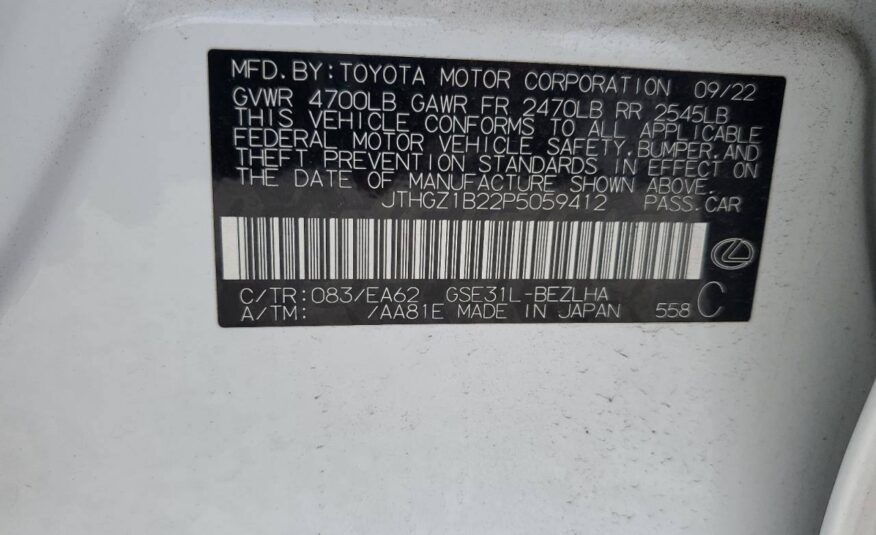 MFD. BY: TOYOTA MOTOR CORPORATION 09/22
GVWR 4700LB GAWR FR 2470LB RR 2545LB
THIS VEHICLE CONFORMS TO ALL APPLICABLE
FEDERAL MOTOR VEHICLE SAFETY, BUMPER, AND
THEFT PREVENTION STANDARDS IN EFFECT ON
THE DATE OF MANUFACTURE SHOWN ABOVE.
JTHGZ1B22P5059412 PASS. CAR
C/TR: 083/EA62 GSE31L-BEZLHA
A/TM: /AA81E MADE IN JAPAN 558 C